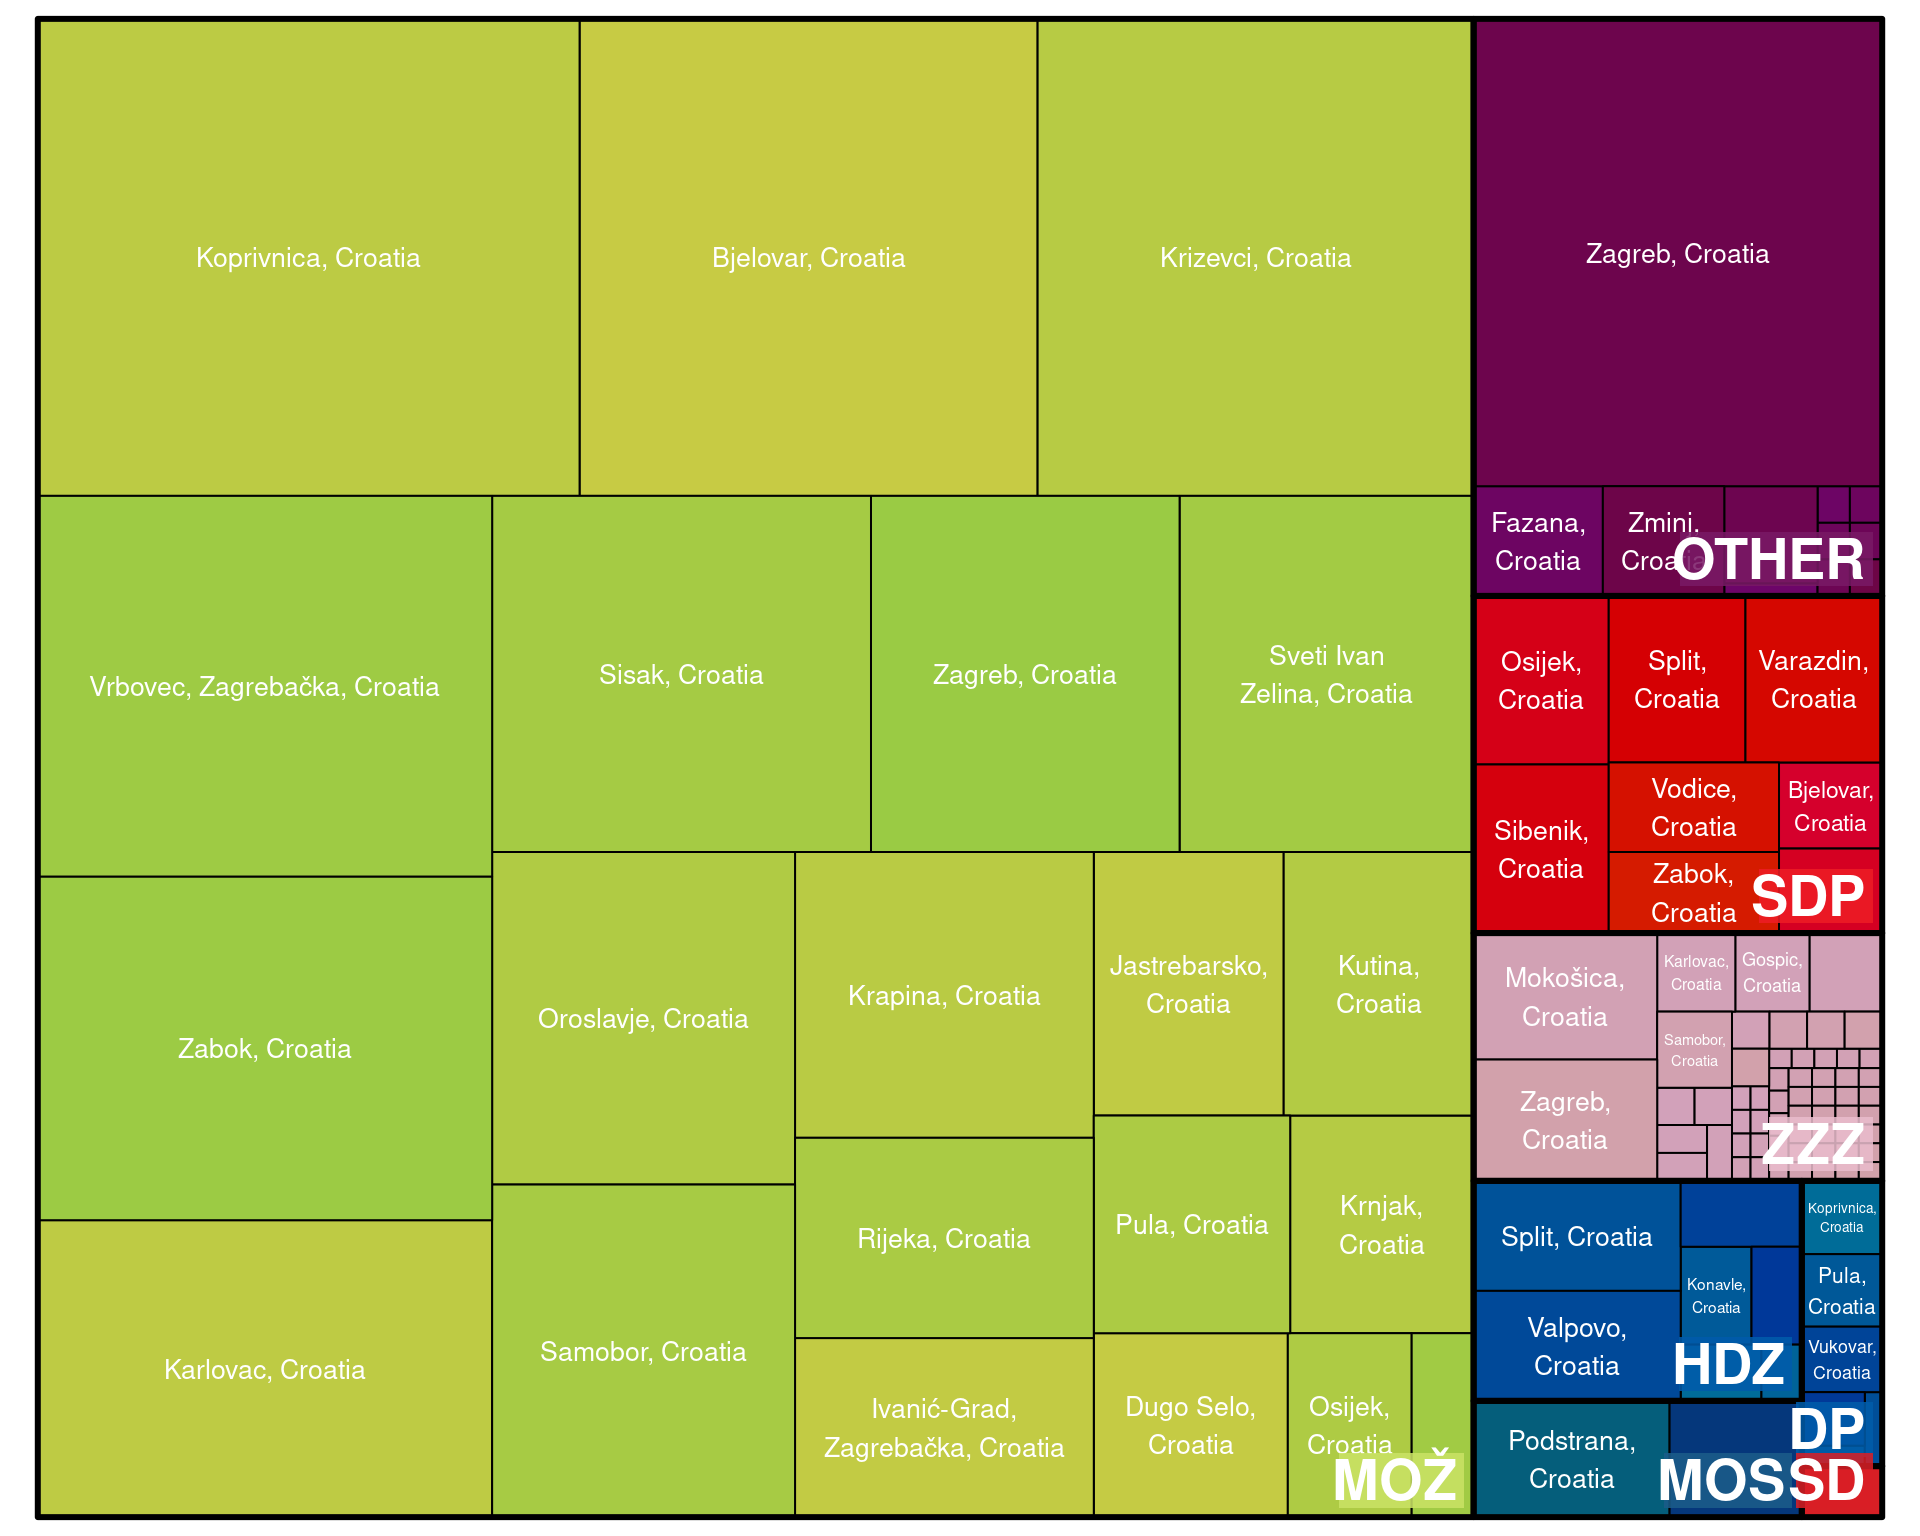 Koprivnica, Croatia
Bjelovar, Croatia
Krizevci, Croatia
Vrbovec, Zagrebačka, Croatia
Sisak, Croatia
Zagreb, Croatia
Sveti Ivan
Zelina, Croatia
Zabok, Croatia
Karlovac, Croatia
Oroslavje, Croatia
Samobor, Croatia
Krapina, Croatia
Rijeka, Croatia
Ivanić-Grad,
Zagrebačka, Croatia
Jastrebarsko,
Croatia
Kutina,
Croatia
Pula, Croatia
Krnjak,
Croatia
Dugo Selo,
Croatia
Osijek,
Croatia
MOŽ
Zagreb, Croatia
Fazana,
Croatia
Zmini,
Croatia
OTHER
Osijek,
Croatia
Split,
Croatia
Varazdin,
Croatia
Sibenik,
Croatia
Vodice,
Croatia
Bjelovar,
Croatia
Zabok,
Croatia
SDP
Mokošica,
Croatia
Zagreb,
Croatia
Karlovac,
Croatia
Gospic,
Croatia
Samobor,
Croatia
ZZZ
Split, Croatia
Valpovo,
Croatia
Konavle,
Croatia
HDZ
Koprivnica,
Croatia
Pula,
Croatia
Vukovar,
Croatia
DP
Podstrana,
Croatia
MOS
SD